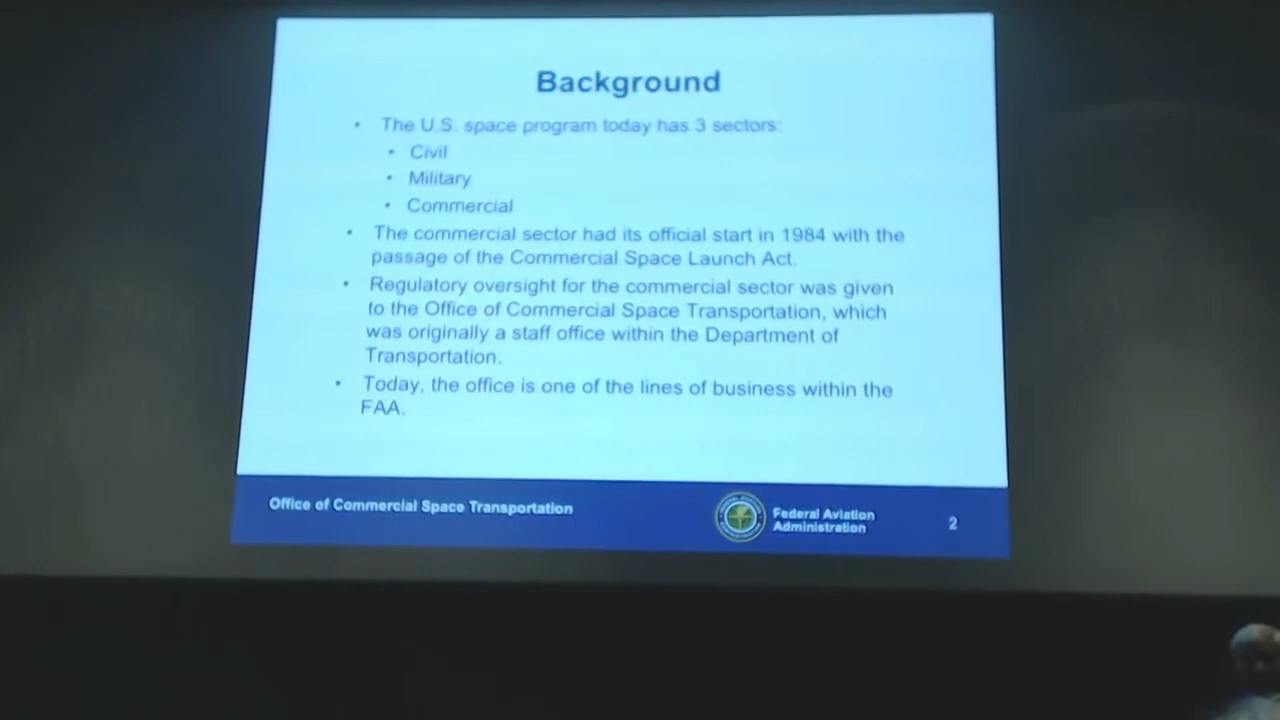 Background
• The U.S. space program today has 3 sectors:
• Civil
• Military
• Commercial
• The commercial sector had its official start in 1984 with the
passage of the Commercial Space Launch Act.
• Regulatory oversight for the commercial sector was given
to the Office of Commercial Space Transportation, which
was originally a staff office within the Department of
Transportation.
• Today, the office is one of the lines of business within the
FAA.
Office of Commercial Space Transportation
Federal Aviation
Administration
2